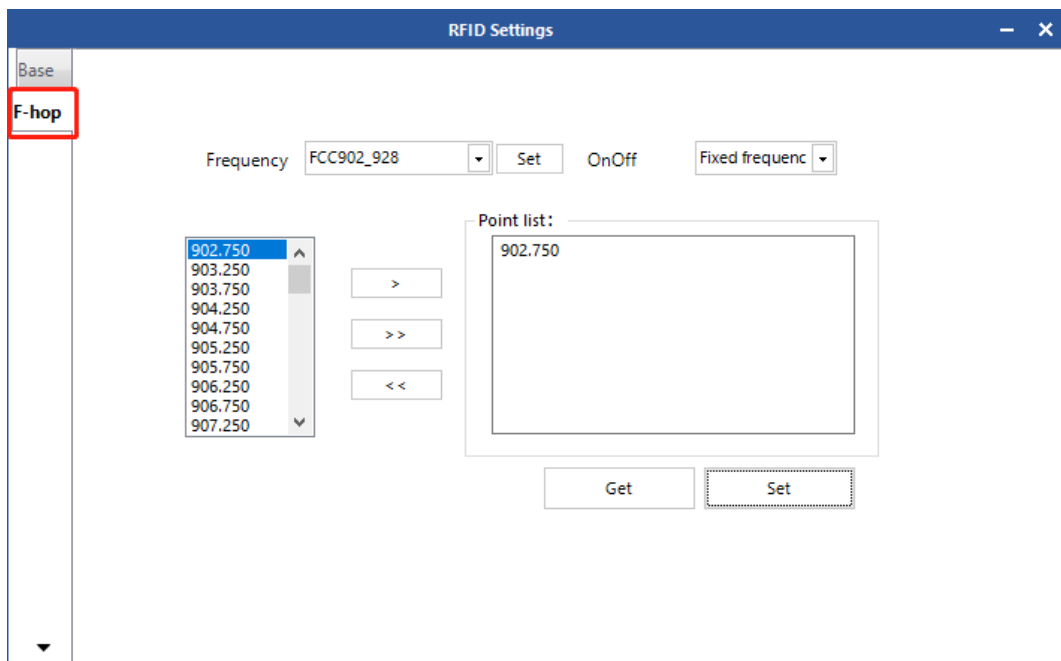 RFID Settings
Base
F-hop
Frequency FCC902_928 Set OnOff Fixed frequenc
Point list:
902.750
903.250
903.750
904.250
904.750
905.250
905.750
906.250
906.750
907.250
>
>>
<<
902.750
Get Set